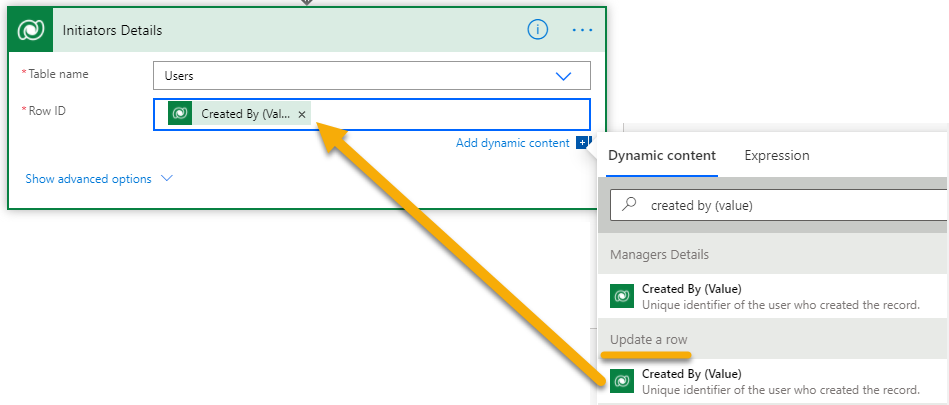 Initiators Details
* Table name
Users
* Row ID
Created By (Val... ×
Add dynamic content
Show advanced options
Dynamic content
Expression
created by (value)
Managers Details
Created By (Value)
Unique identifier of the user who created the record.
Update a row
Created By (Value)
Unique identifier of the user who created the record.